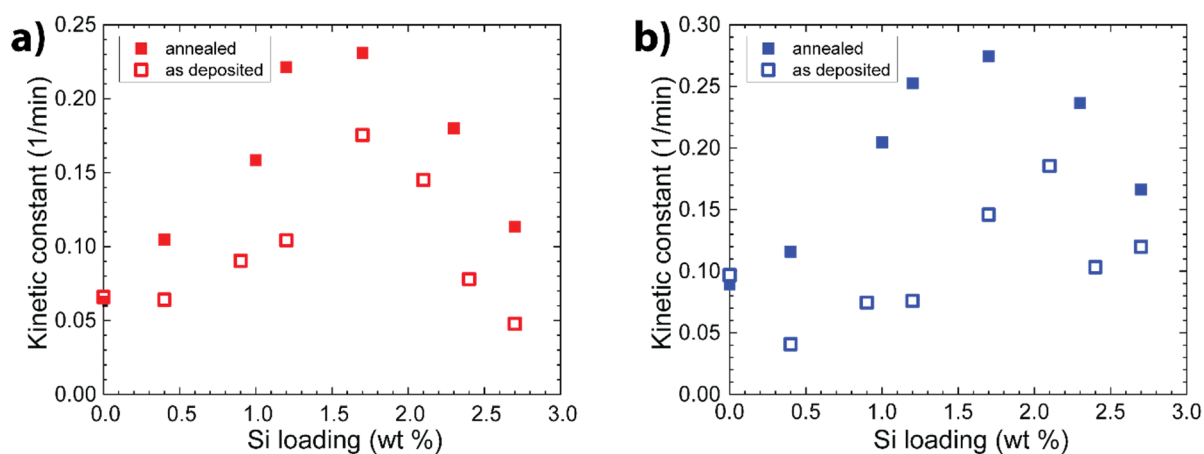 a)
Kinetic constant (1/min)
0.25
0.20
0.15
0.10
0.05
0.00
annealed
as deposited
0.0 0.5 1.0 1.5 2.0 2.5 3.0
Si loading (wt %)
b)
Kinetic constant (1/min)
0.30
0.25
0.20
0.15
0.10
0.05
0.00
annealed
as deposited
0.0 0.5 1.0 1.5 2.0 2.5 3.0
Si loading (wt %)